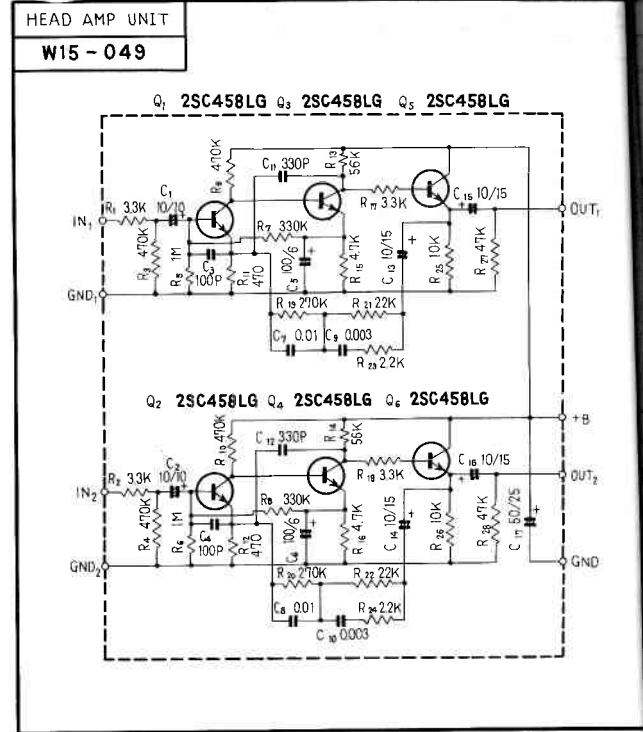 HEAD AMP UNIT
W15-049
Q1 2SC458LG Q3 2SC458LG Q5 2SC458LG
R9 470K
C11 330P
R13 56K
R1 3.3K
C1 10/10
R17 3.3K
C15 10/15
IN1
OUT1
R3 470K
R5 1M
C3 100P
R11 470
R7 330K
C5 100/6
R15 4.7K
C13 10/15
R25 10K
R27 47K
GND1
R19 270K
R21 22K
C7 0.01
C9 0.003
R23 2.2K
Q2 2SC458LG Q4 2SC458LG Q6 2SC458LG
+B
R10 470K
C12 330P
R14 56K
R2 3.3K
C2 10/10
R18 3.3K
C16 10/15
IN2
OUT2
R4 470K
R6 1M
C4 100P
R12 470
R8 330K
C6 100/6
R16 4.7K
C14 10/15
R26 10K
R28 47K
C17 50/25
GND2
GND
R20 270K
R22 22K
C8 0.01
R24 2.2K
C10 0.003